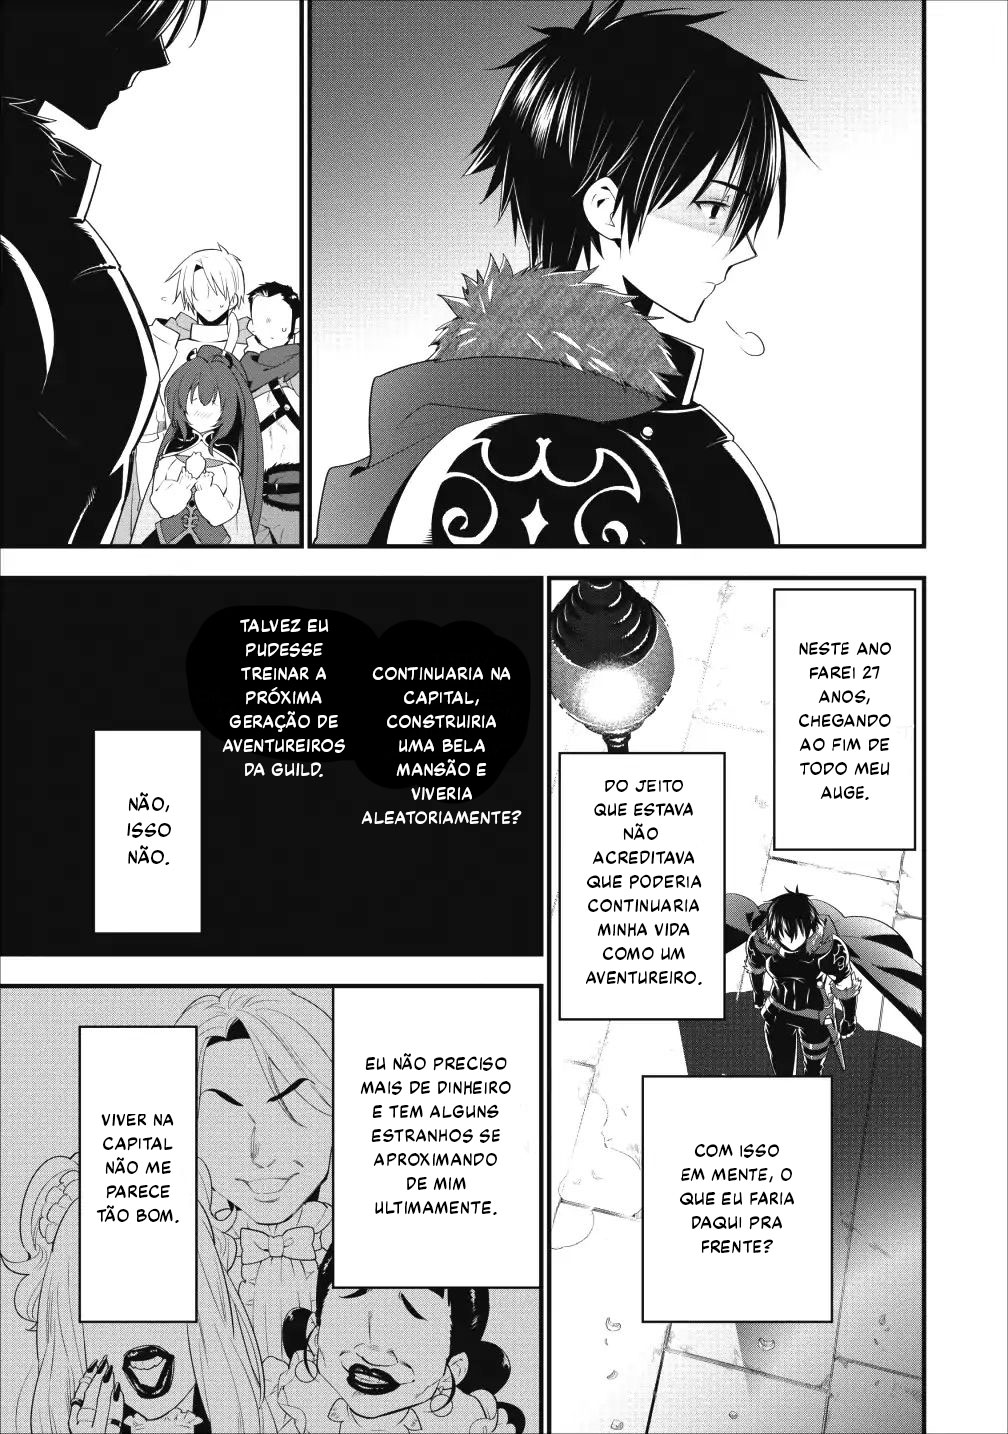 NESTE ANO
FAREI 27
ANOS,
CHEGANDO
AO FIM DE
TODO MEU
AUGE.
DO JEITO
QUE ESTAVA
NÃO
ACREDITAVA
QUE PODERIA
CONTINUARIA
MINHA VIDA
COMO UM
AVENTUREIRO.
COM ISSO
EM MENTE, O
QUE EU FARIA
DAQUI PRA
FRENTE?
CONTINUARIA NA
CAPITAL,
CONSTRUIRIA
UMA BELA
MANSÃO E
VIVERIA
ALEATORIAMENTE?
TALVEZ EU
PUDESSE
TREINAR A
PRÓXIMA
GERAÇÃO DE
AVENTUREIROS
DA GUILD.
NÃO,
ISSO
NÃO.
EU NÃO PRECISO
MAIS DE DINHEIRO
E TEM ALGUNS
ESTRANHOS SE
APROXIMANDO
DE MIM
ULTIMAMENTE.
VIVER NA
CAPITAL
NÃO ME
PARECE
TÃO BOM.